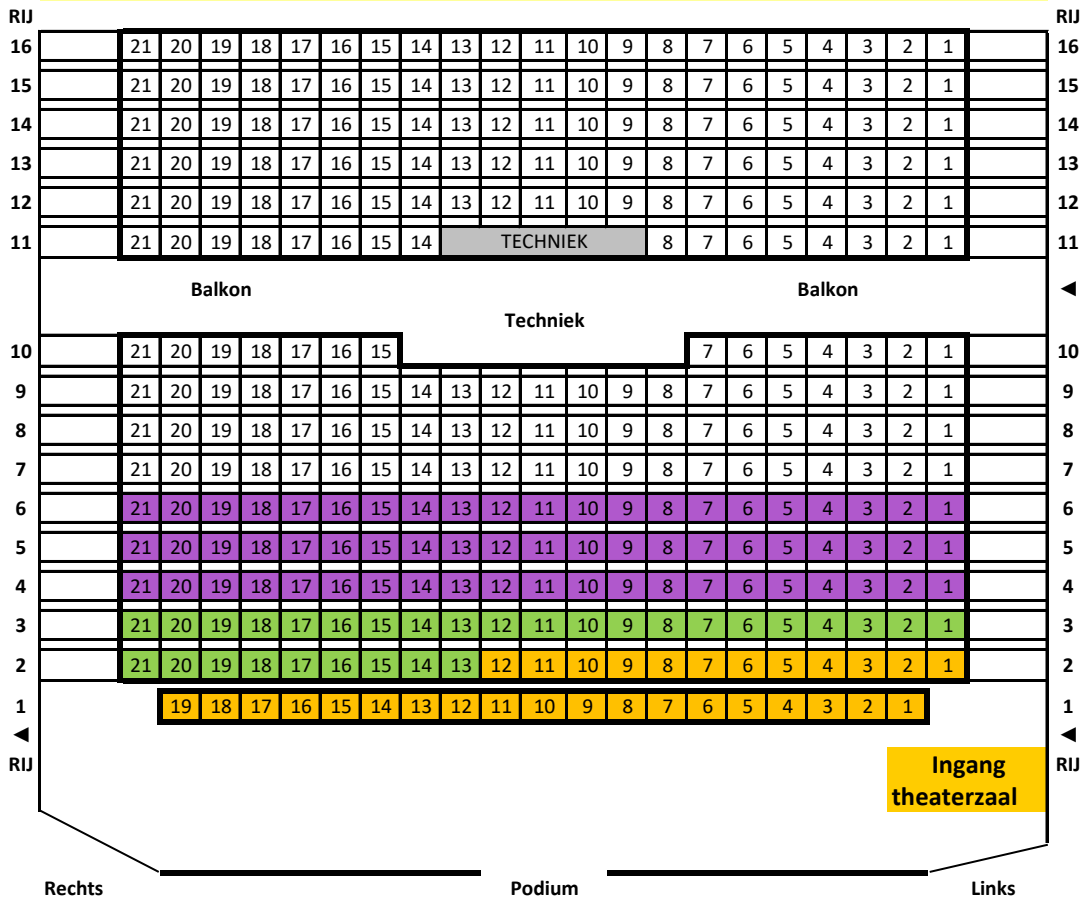 RIJ RIJ
16 21 20 19 18 17 16 15 14 13 12 11 10 9 8 7 6 5 4 3 2 1 16
15 21 20 19 18 17 16 15 14 13 12 11 10 9 8 7 6 5 4 3 2 1 15
14 21 20 19 18 17 16 15 14 13 12 11 10 9 8 7 6 5 4 3 2 1 14
13 21 20 19 18 17 16 15 14 13 12 11 10 9 8 7 6 5 4 3 2 1 13
12 21 20 19 18 17 16 15 14 13 12 11 10 9 8 7 6 5 4 3 2 1 12
11 21 20 19 18 17 16 15 14 TECHNIEK 8 7 6 5 4 3 2 1 11
Balkon Balkon ◄
Techniek
10 21 20 19 18 17 16 15 7 6 5 4 3 2 1 10
9 21 20 19 18 17 16 15 14 13 12 11 10 9 8 7 6 5 4 3 2 1 9
8 21 20 19 18 17 16 15 14 13 12 11 10 9 8 7 6 5 4 3 2 1 8
7 21 20 19 18 17 16 15 14 13 12 11 10 9 8 7 6 5 4 3 2 1 7
6 21 20 19 18 17 16 15 14 13 12 11 10 9 8 7 6 5 4 3 2 1 6
5 21 20 19 18 17 16 15 14 13 12 11 10 9 8 7 6 5 4 3 2 1 5
4 21 20 19 18 17 16 15 14 13 12 11 10 9 8 7 6 5 4 3 2 1 4
3 21 20 19 18 17 16 15 14 13 12 11 10 9 8 7 6 5 4 3 2 1 3
2 21 20 19 18 17 16 15 14 13 12 11 10 9 8 7 6 5 4 3 2 1 2
1 19 18 17 16 15 14 13 12 11 10 9 8 7 6 5 4 3 2 1 1
◄ ◄
RIJ RIJ
Ingang
theaterzaal
Rechts Podium Links